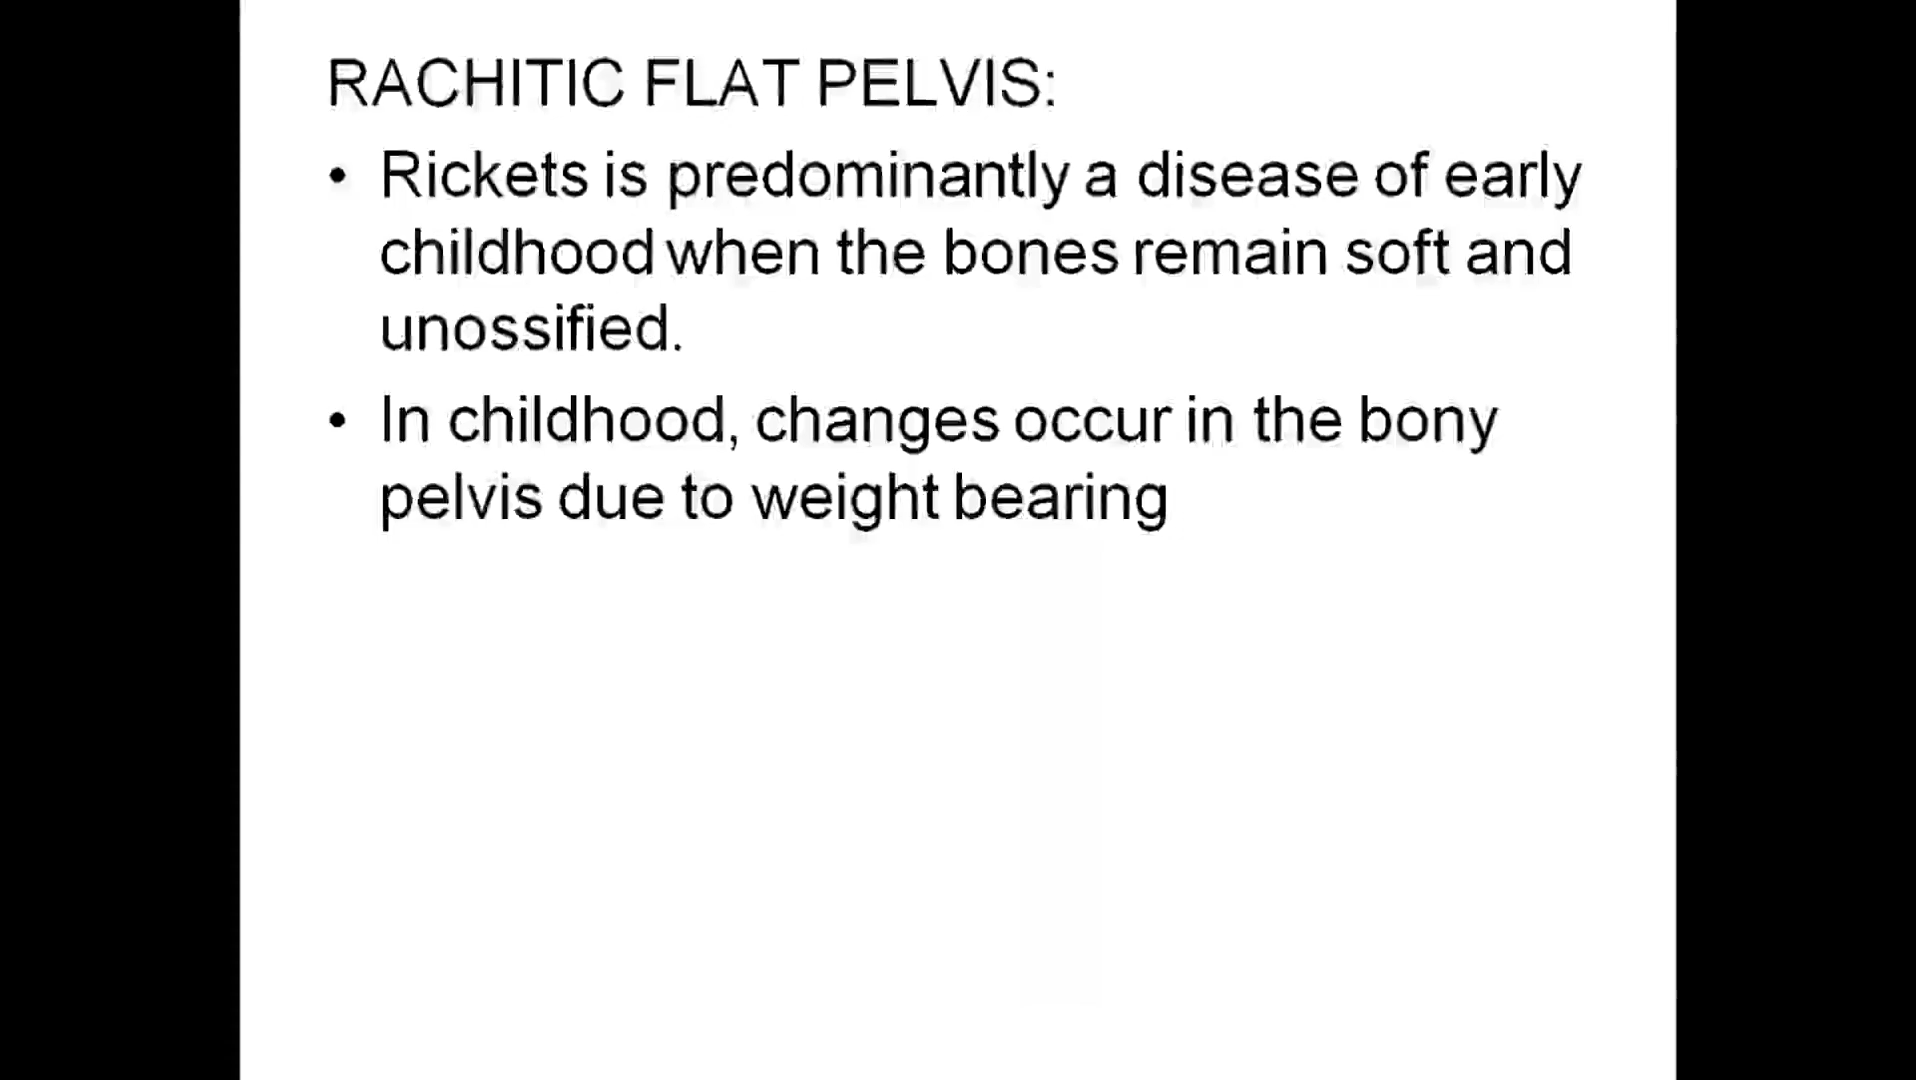 RACHITIC FLAT PELVIS:
• Rickets is predominantly a disease of early
childhood when the bones remain soft and
unossified.
• In childhood, changes occur in the bony
pelvis due to weight bearing